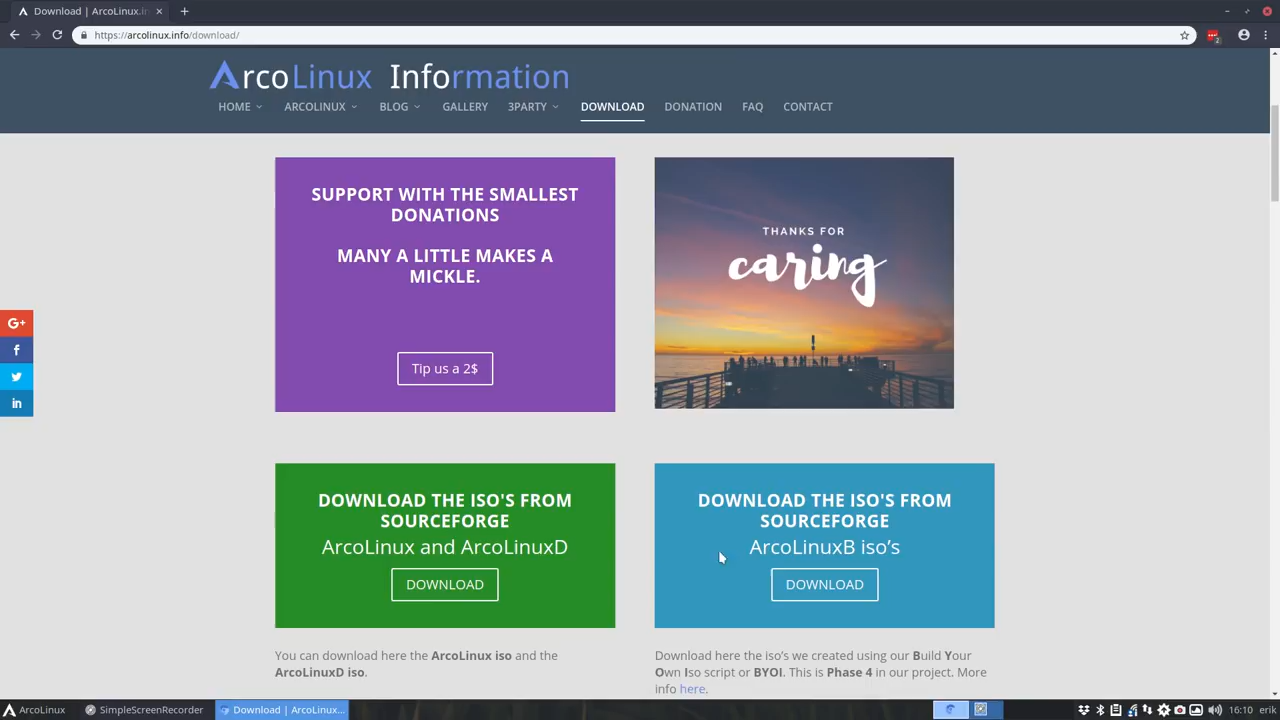 Download | ArcoLinux.in
https://arcolinux.info/download/
ArcoLinux Information
HOME ARCOLINUX BLOG GALLERY 3PARTY DOWNLOAD DONATION FAQ CONTACT
SUPPORT WITH THE SMALLEST
DONATIONS
MANY A LITTLE MAKES A
MICKLE.
Tip us a 2$
THANKS FOR
caring
G+
f
in
DOWNLOAD THE ISO'S FROM
SOURCEFORGE
ArcoLinux and ArcoLinuxD
DOWNLOAD
You can download here the ArcoLinux iso and the
ArcoLinuxD iso.
DOWNLOAD THE ISO'S FROM
SOURCEFORGE
ArcoLinuxB iso’s
DOWNLOAD
Download here the iso’s we created using our Build Your
Own Iso script or BYOI. This is Phase 4 in our project. More
info here.
ArcoLinux SimpleScreenRecorder Download | ArcoLinux... 16:10 erik